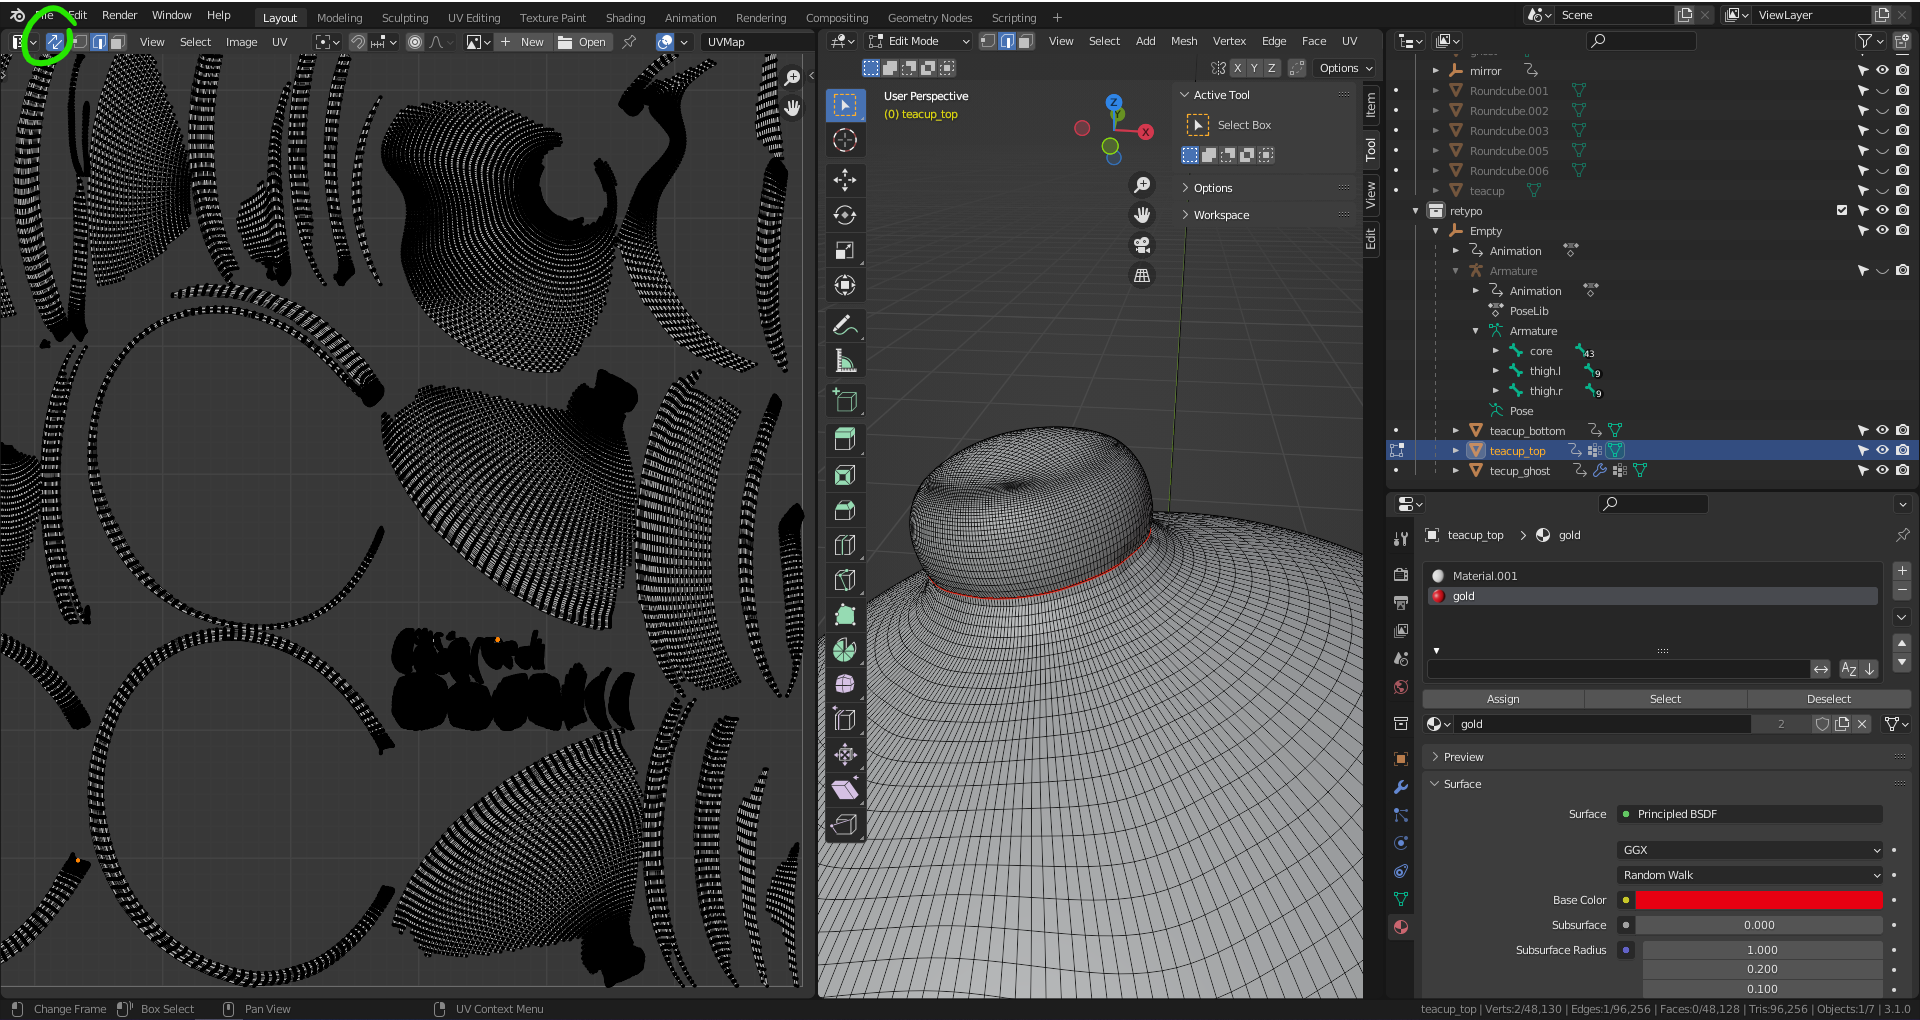 Edit Render Window Help Layout Modeling Sculpting UV Editing Texture Paint Shading Animation Rendering Compositing Geometry Nodes Scripting + Scene ViewLayer
View Select Image UV New Open UVMap
Edit Mode View Select Add Mesh Vertex Edge Face UV
X Y Z Options
User Perspective
(0) teacup_top
Z
X
Active Tool
Select Box
Options
Workspace
Item
Tool
View
Edit
mirror
Roundcube.001
Roundcube.002
Roundcube.003
Roundcube.005
Roundcube.006
teacup
retypo
Empty
Animation
Armature
Animation
PoseLib
Armature
core 43
thigh.l 9
thigh.r 9
Pose
teacup_bottom
teacup_top
tecup_ghost
teacup_top > gold
Material.001
gold
Assign Select Deselect
gold 2
Preview
Surface
Surface Principled BSDF
GGX
Random Walk
Base Color
Subsurface 0.000
Subsurface Radius 1.000
0.200
0.100
Change Frame Box Select Pan View UV Context Menu
teacup_top | Verts:2/48,130 | Edges:1/96,256 | Faces:0/48,128 | Tris:96,256 | Objects:1/7 | 3.1.0